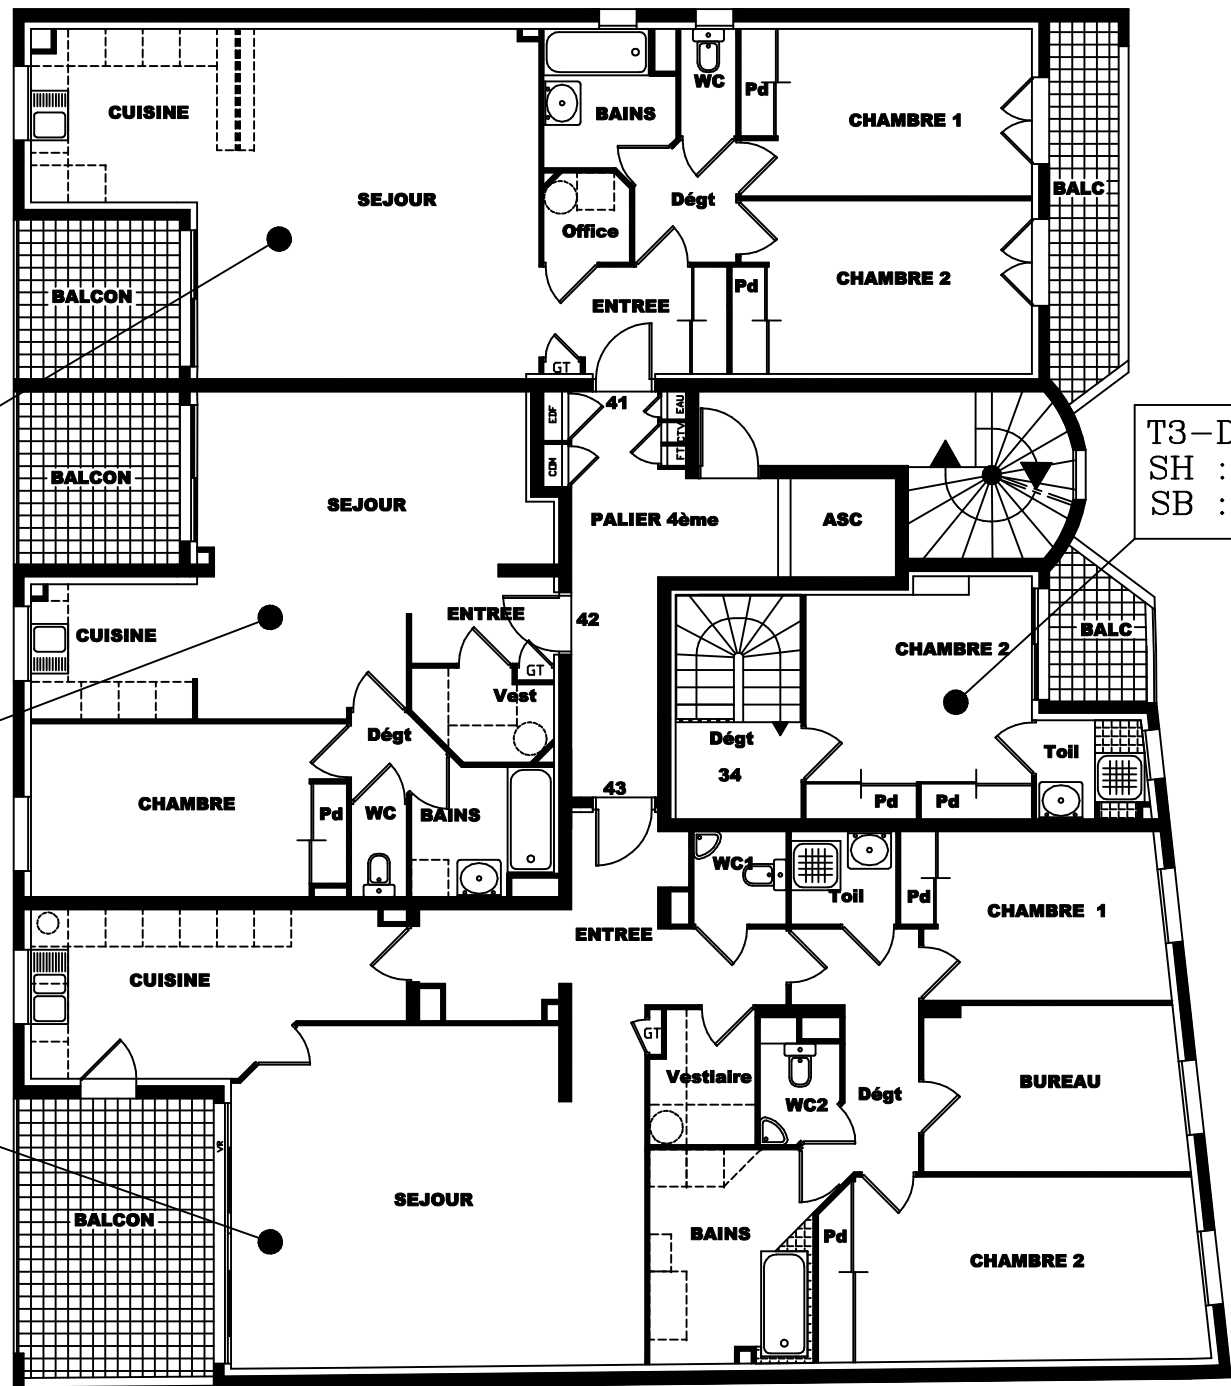 CUISINE
BAINS
WC
Pd
CHAMBRE 1
BALC
SEJOUR
Dégt
Office
CHAMBRE 2
BALCON
ENTREE
Pd
GT
41
EDF
EAU
CTV
FT
COM
T3-D
SH :
SB :
BALCON
SEJOUR
PALIER 4ème
ASC
CUISINE
ENTREE
42
GT
Vest
CHAMBRE 2
BALC
Dégt
Dégt
34
Toil
CHAMBRE
Pd
WC
BAINS
43
Pd
Pd
WC1
Toil
Pd
CHAMBRE 1
ENTREE
CUISINE
GT
Vestiaire
WC2
Dégt
BUREAU
VR
SEJOUR
BALCON
BAINS
Pd
CHAMBRE 2